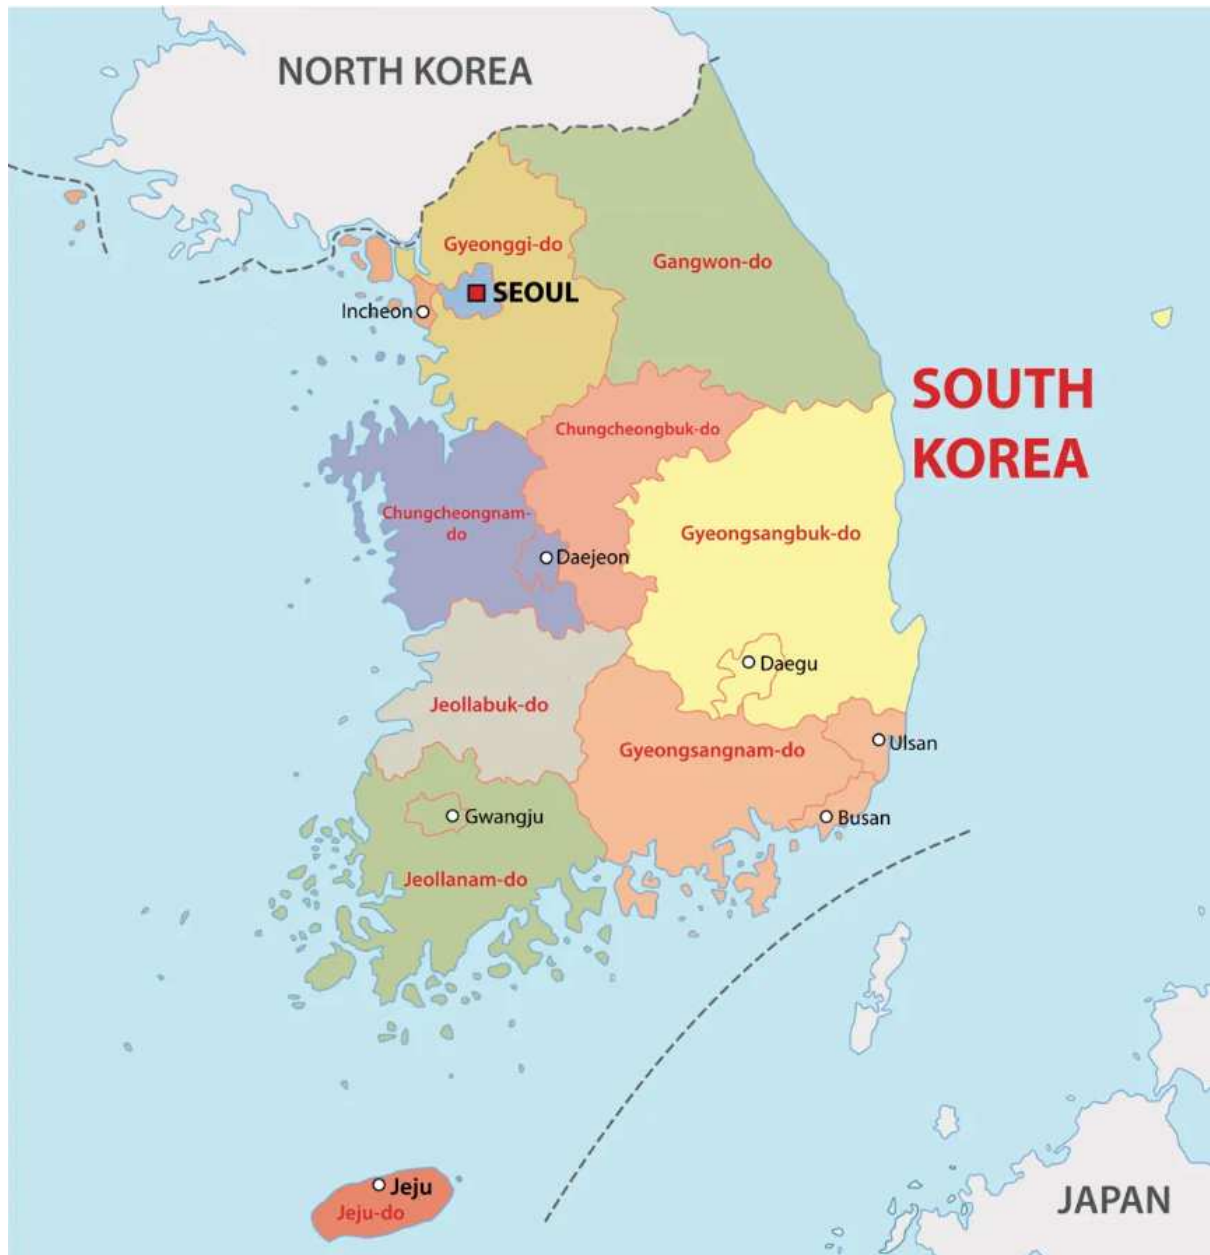 NORTH KOREA
Gyeonggi-do
Gangwon-do
SEOUL
Incheon
SOUTH
KOREA
Chungcheongbuk-do
Chungcheongnam-
do
Gyeongsangbuk-do
Daejeon
Daegu
Jeollabuk-do
Gyeongsangnam-do
Ulsan
Gwangju
Busan
Jeollanam-do
Jeju
Jeju-do
JAPAN